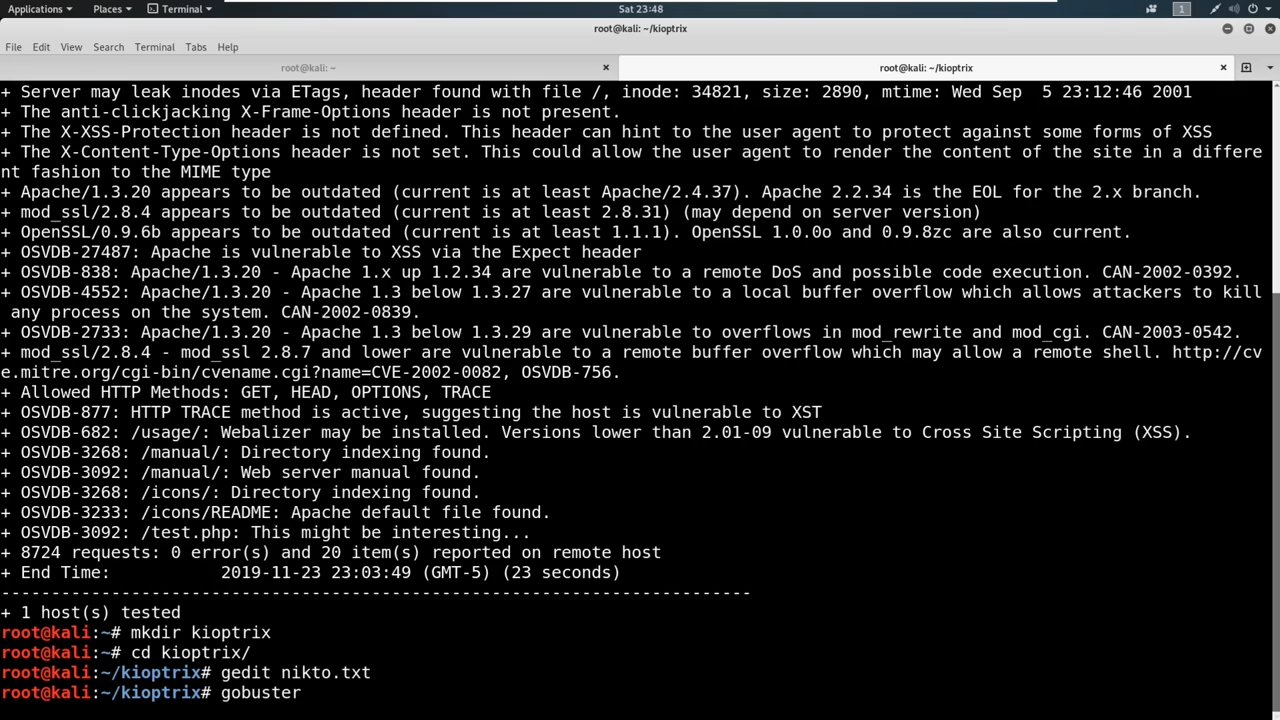 Applications Places Terminal Sat 23:48 1
root@kali: ~/kioptrix
File Edit View Search Terminal Tabs Help
root@kali: ~ root@kali: ~/kioptrix
+ Server may leak inodes via ETags, header found with file /, inode: 34821, size: 2890, mtime: Wed Sep  5 23:12:46 2001
+ The anti-clickjacking X-Frame-Options header is not present.
+ The X-XSS-Protection header is not defined. This header can hint to the user agent to protect against some forms of XSS
+ The X-Content-Type-Options header is not set. This could allow the user agent to render the content of the site in a differe
nt fashion to the MIME type
+ Apache/1.3.20 appears to be outdated (current is at least Apache/2.4.37). Apache 2.2.34 is the EOL for the 2.x branch.
+ mod_ssl/2.8.4 appears to be outdated (current is at least 2.8.31) (may depend on server version)
+ OpenSSL/0.9.6b appears to be outdated (current is at least 1.1.1). OpenSSL 1.0.0o and 0.9.8zc are also current.
+ OSVDB-27487: Apache is vulnerable to XSS via the Expect header
+ OSVDB-838: Apache/1.3.20 - Apache 1.x up 1.2.34 are vulnerable to a remote DoS and possible code execution. CAN-2002-0392.
+ OSVDB-4552: Apache/1.3.20 - Apache 1.3 below 1.3.27 are vulnerable to a local buffer overflow which allows attackers to kill
any process on the system. CAN-2002-0839.
+ OSVDB-2733: Apache/1.3.20 - Apache 1.3 below 1.3.29 are vulnerable to overflows in mod_rewrite and mod_cgi. CAN-2003-0542.
+ mod_ssl/2.8.4 - mod_ssl 2.8.7 and lower are vulnerable to a remote buffer overflow which may allow a remote shell. http://cv
e.mitre.org/cgi-bin/cvename.cgi?name=CVE-2002-0082, OSVDB-756.
+ Allowed HTTP Methods: GET, HEAD, OPTIONS, TRACE
+ OSVDB-877: HTTP TRACE method is active, suggesting the host is vulnerable to XST
+ OSVDB-682: /usage/: Webalizer may be installed. Versions lower than 2.01-09 vulnerable to Cross Site Scripting (XSS).
+ OSVDB-3268: /manual/: Directory indexing found.
+ OSVDB-3092: /manual/: Web server manual found.
+ OSVDB-3268: /icons/: Directory indexing found.
+ OSVDB-3233: /icons/README: Apache default file found.
+ OSVDB-3092: /test.php: This might be interesting...
+ 8724 requests: 0 error(s) and 20 item(s) reported on remote host
+ End Time:           2019-11-23 23:03:49 (GMT-5) (23 seconds)
---------------------------------------------------------------------------
+ 1 host(s) tested
root@kali:~# mkdir kioptrix
root@kali:~# cd kioptrix/
root@kali:~/kioptrix# gedit nikto.txt
root@kali:~/kioptrix# gobuster